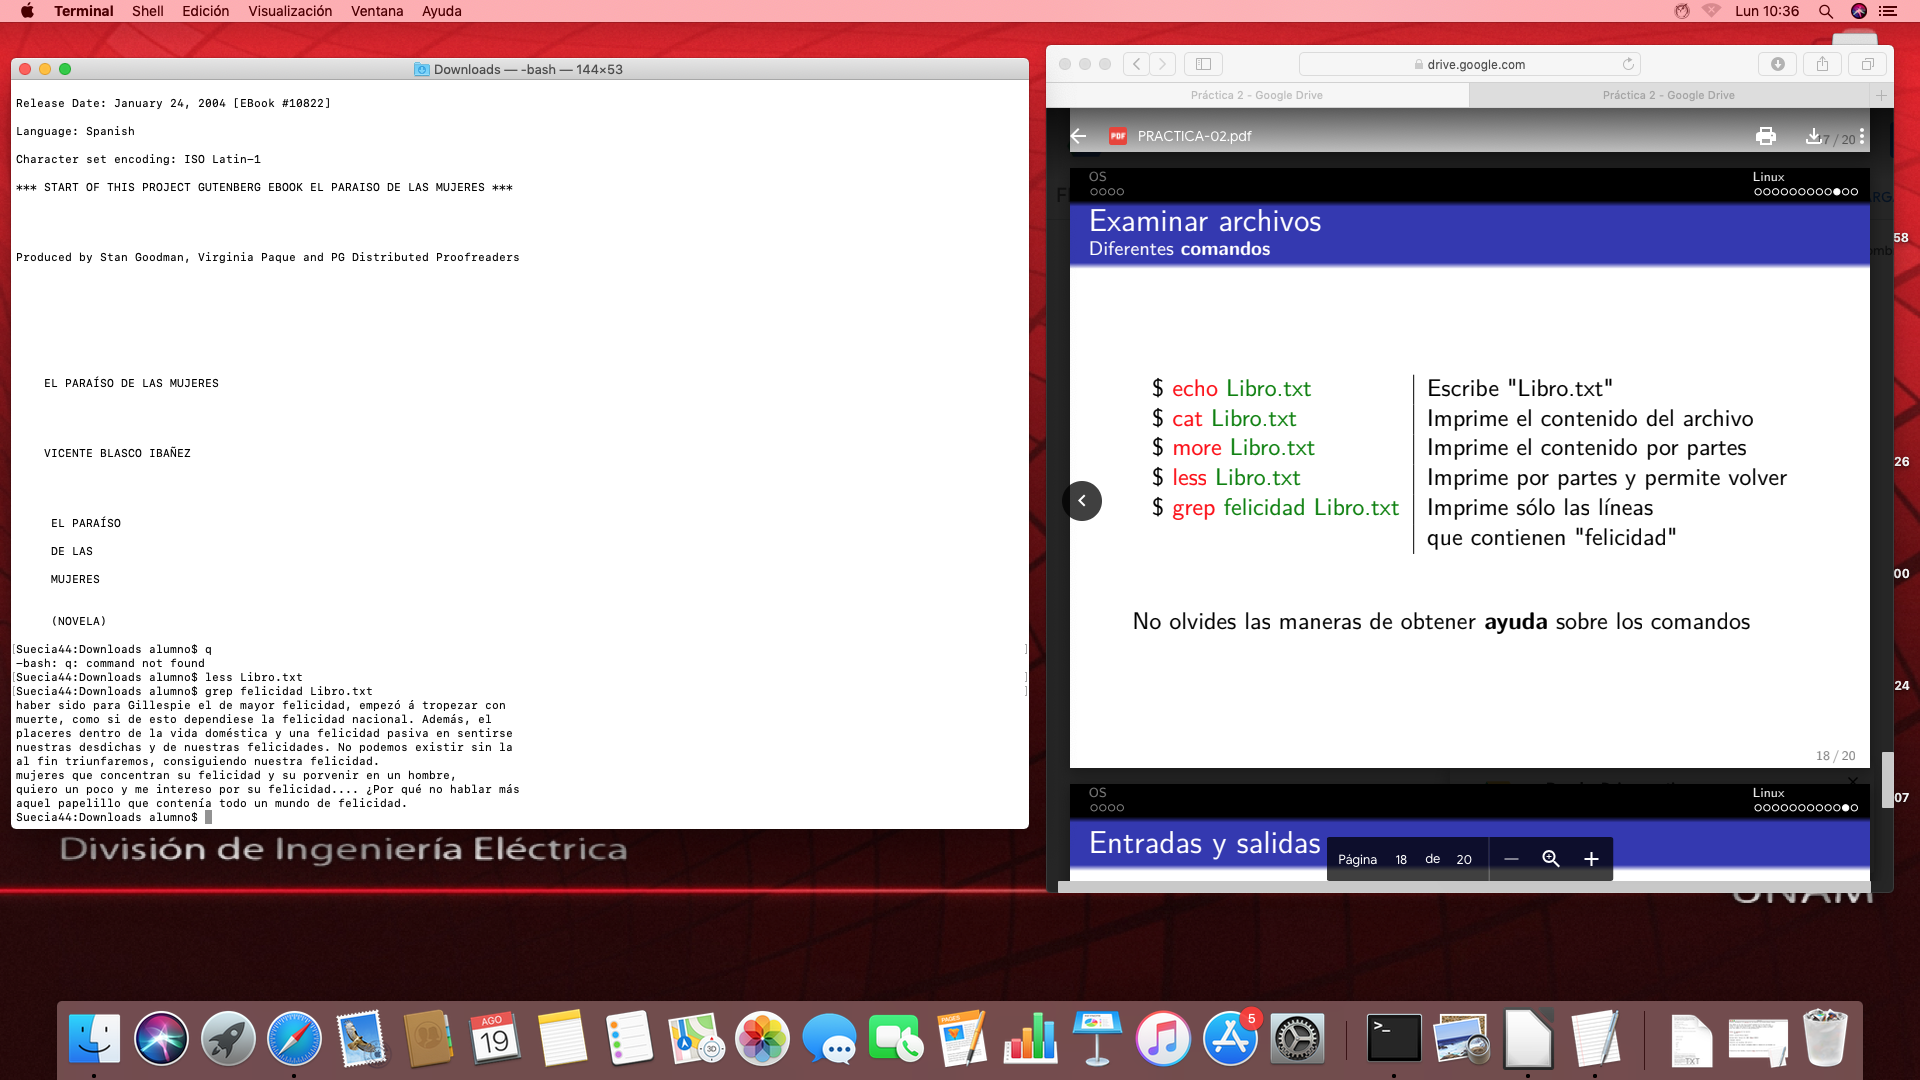 Terminal Shell Edición Visualización Ventana Ayuda
Lun 10:36
Downloads — -bash — 144×53
Release Date: January 24, 2004 [EBook #10822]
Language: Spanish
Character set encoding: ISO Latin-1
*** START OF THIS PROJECT GUTENBERG EBOOK EL PARAISO DE LAS MUJERES ***
Produced by Stan Goodman, Virginia Paque and PG Distributed Proofreaders
EL PARAÍSO DE LAS MUJERES
VICENTE BLASCO IBAÑEZ
EL PARAÍSO
DE LAS
MUJERES
(NOVELA)
[Suecia44:Downloads alumno$ q ]
-bash: q: command not found
[Suecia44:Downloads alumno$ less Libro.txt ]
[Suecia44:Downloads alumno$ grep felicidad Libro.txt ]
haber sido para Gillespie el de mayor felicidad, empezó á tropezar con
muerte, como si de esto dependiese la felicidad nacional. Además, el
placeres dentro de la vida doméstica y una felicidad pasiva en sentirse
nuestras desdichas y de nuestras felicidades. No podemos existir sin la
al fin triunfaremos, consiguiendo nuestra felicidad.
mujeres que concentran su felicidad y su porvenir en un hombre,
quiero un poco y me intereso por su felicidad.... ¿Por qué no hablar más
aquel papelillo que contenía todo un mundo de felicidad.
Suecia44:Downloads alumno$
División de Ingeniería Eléctrica
drive.google.com
Práctica 2 - Google Drive
Práctica 2 - Google Drive
PDF PRACTICA-02.pdf
17 / 20
OS
Linux
Examinar archivos
Diferentes comandos
$ echo Libro.txt Escribe "Libro.txt"
$ cat Libro.txt Imprime el contenido del archivo
$ more Libro.txt Imprime el contenido por partes
$ less Libro.txt Imprime por partes y permite volver
$ grep felicidad Libro.txt Imprime sólo las líneas
que contienen "felicidad"
No olvides las maneras de obtener ayuda sobre los comandos
18 / 20
OS
Linux
Entradas y salidas
Página 18 de 20
58
26
00
24
07
UNAM
AGO
19
3D
PAGES
5
>_
TXT